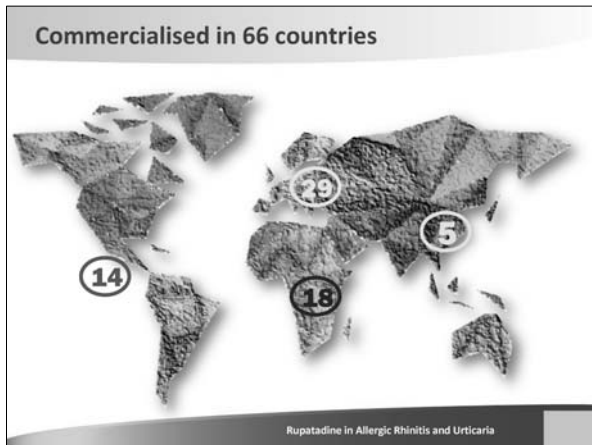 Commercialised in 66 countries
29
5
14
18
Rupatadine in Allergic Rhinitis and Urticaria